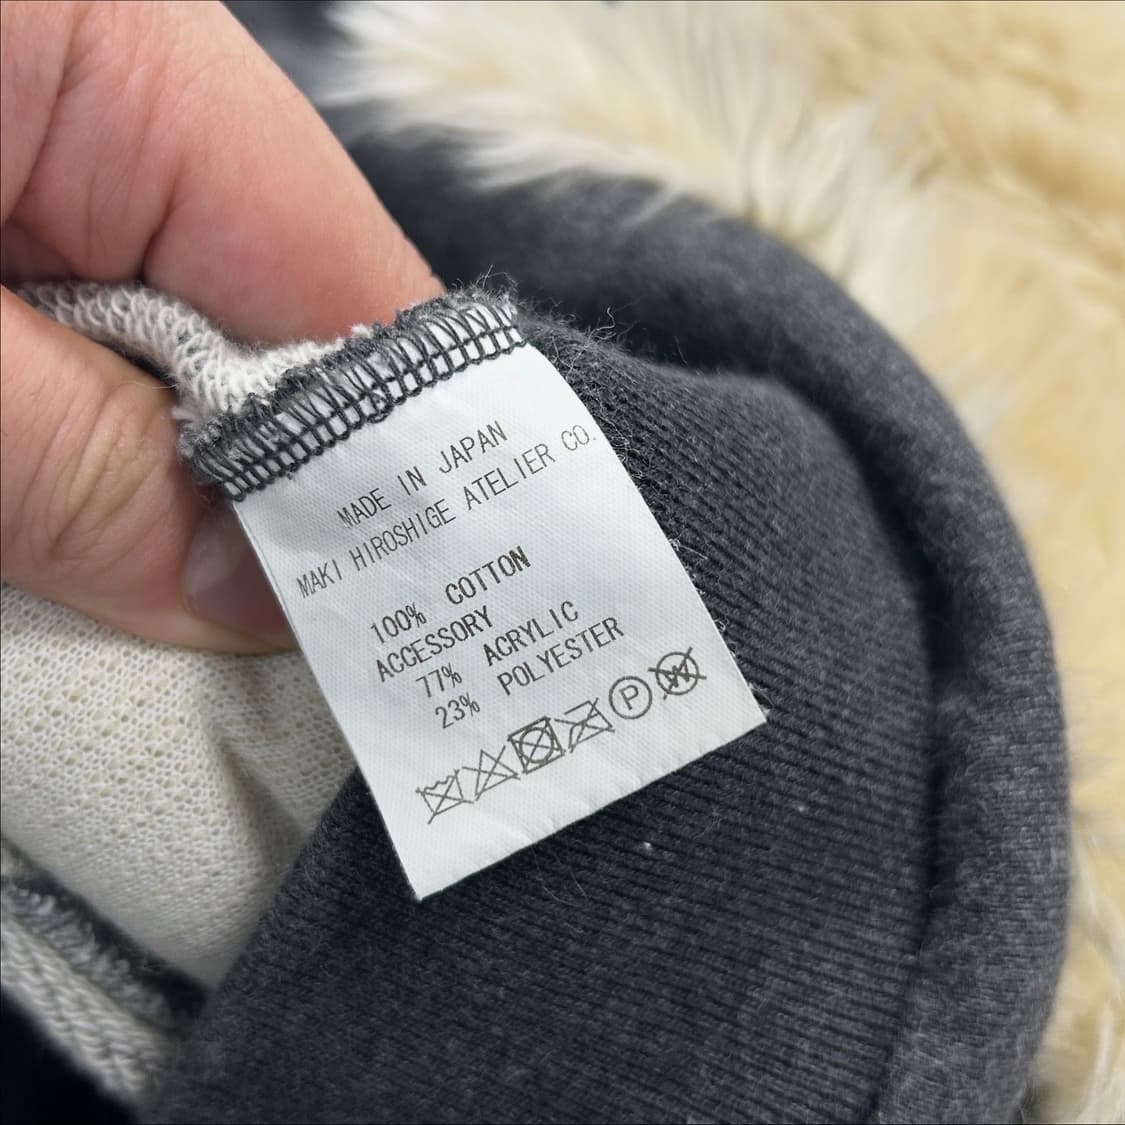 MADE IN JAPAN
MAKI HIROSHIGE ATELIER CO.
100% COTTON
ACCESSORY
77% ACRYLIC
23% POLYESTER
P W